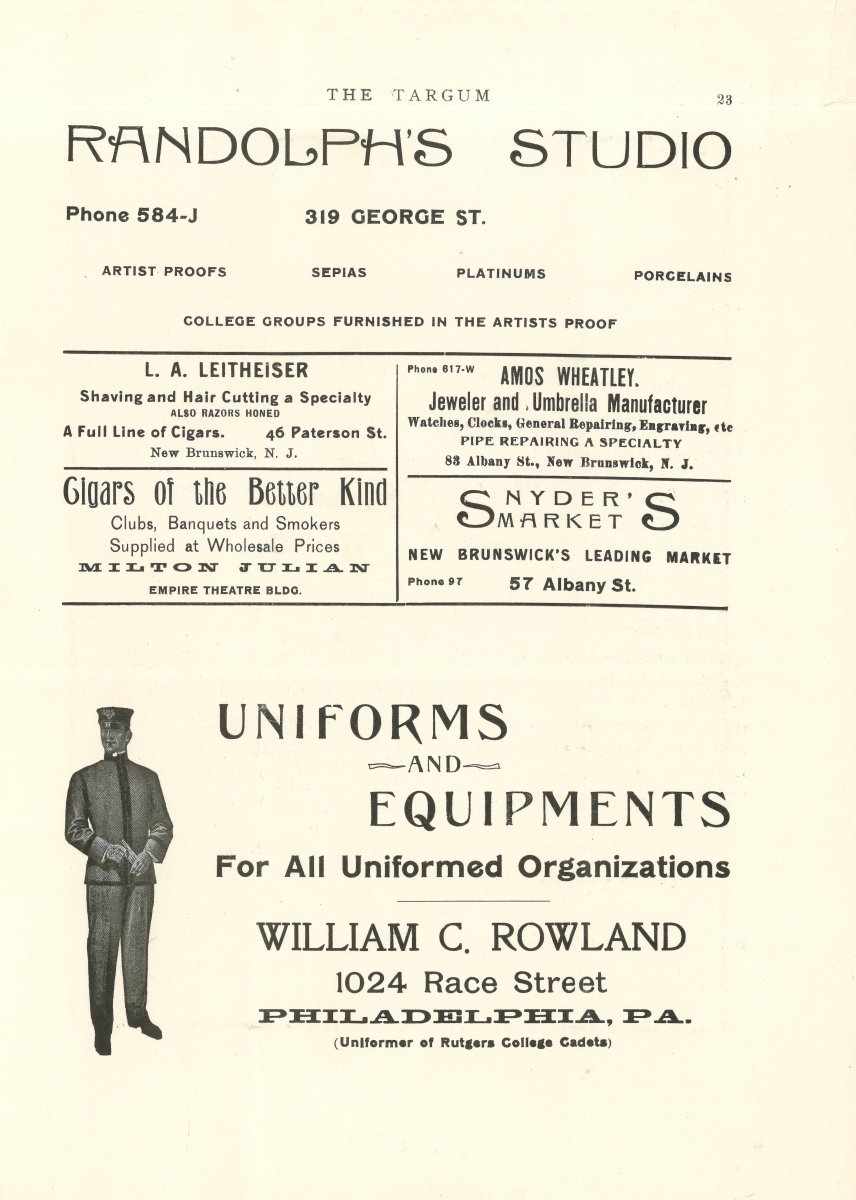 THE TARGUM
23
RANDOLPH'S STUDIO
Phone 584-J 319 GEORGE ST.
ARTIST PROOFS SEPIAS PLATINUMS PORCELAINS
COLLEGE GROUPS FURNISHED IN THE ARTISTS PROOF
L. A. LEITHEISER
Shaving and Hair Cutting a Specialty
ALSO RAZORS HONED
A Full Line of Cigars. 46 Paterson St.
New Brunswick, N. J.
Cigars of the Better Kind
Clubs, Banquets and Smokers
Supplied at Wholesale Prices
MILTON JULIAN
EMPIRE THEATRE BLDG.
Phone 617-W
AMOS WHEATLEY.
Jeweler and Umbrella Manufacturer
Watches, Clocks, General Repairing, Engraving, etc
PIPE REPAIRING A SPECIALTY
83 Albany St., New Brunswick, N. J.
SNYDER'S
MARKET
NEW BRUNSWICK'S LEADING MARKET
Phone 97 57 Albany St.
UNIFORMS
AND
EQUIPMENTS
For All Uniformed Organizations
WILLIAM C. ROWLAND
1024 Race Street
PHILADELPHIA, PA.
(Uniformer of Rutgers College Cadets)